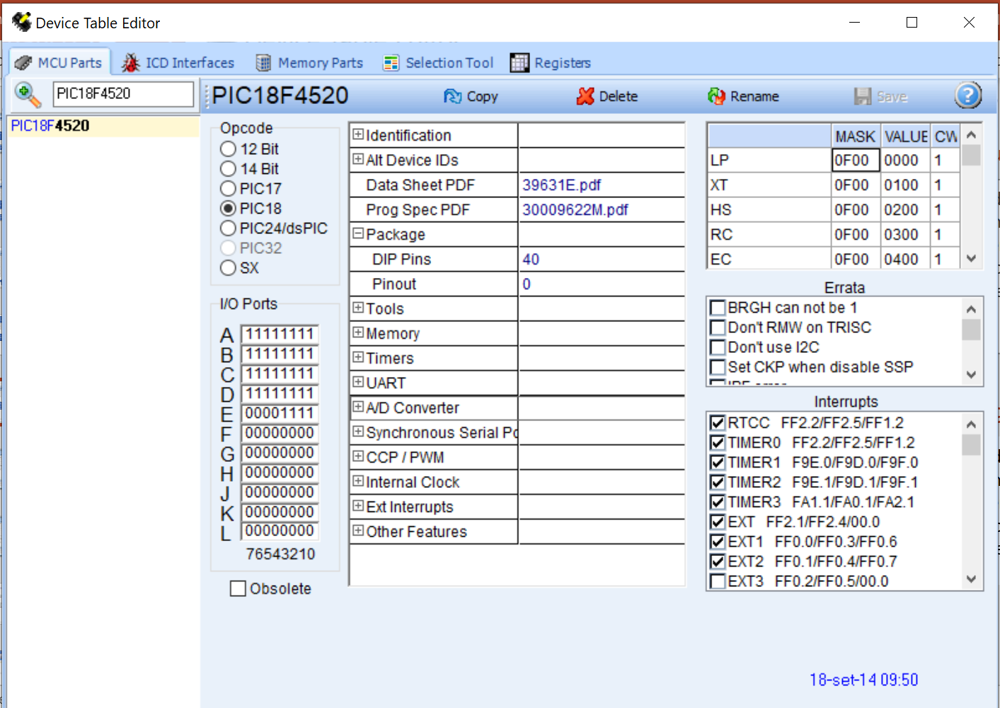 Device Table Editor
MCU Parts ICD Interfaces Memory Parts Selection Tool Registers
PIC18F4520 PIC18F4520 Copy Delete Rename Save ?
PIC18F4520
Opcode
12 Bit
14 Bit
PIC17
PIC18
PIC24/dsPIC
PIC32
SX
I/O Ports
A 11111111
B 11111111
C 11111111
D 11111111
E 00001111
F 00000000
G 00000000
H 00000000
J 00000000
K 00000000
L 00000000
76543210
Obsolete
Identification
Alt Device IDs
Data Sheet PDF 39631E.pdf
Prog Spec PDF 30009622M.pdf
Package
DIP Pins 40
Pinout 0
Tools
Memory
Timers
UART
A/D Converter
Synchronous Serial Po
CCP / PWM
Internal Clock
Ext Interrupts
Other Features
MASK VALUE CW
LP 0F00 0000 1
XT 0F00 0100 1
HS 0F00 0200 1
RC 0F00 0300 1
EC 0F00 0400 1
Errata
BRGH can not be 1
Don't RMW on TRISC
Don't use I2C
Set CKP when disable SSP
Interrupts
RTCC FF2.2/FF2.5/FF1.2
TIMER0 FF2.2/FF2.5/FF1.2
TIMER1 F9E.0/F9D.0/F9F.0
TIMER2 F9E.1/F9D.1/F9F.1
TIMER3 FA1.1/FA0.1/FA2.1
EXT FF2.1/FF2.4/00.0
EXT1 FF0.0/FF0.3/FF0.6
EXT2 FF0.1/FF0.4/FF0.7
EXT3 FF0.2/FF0.5/00.0
18-set-14 09:50